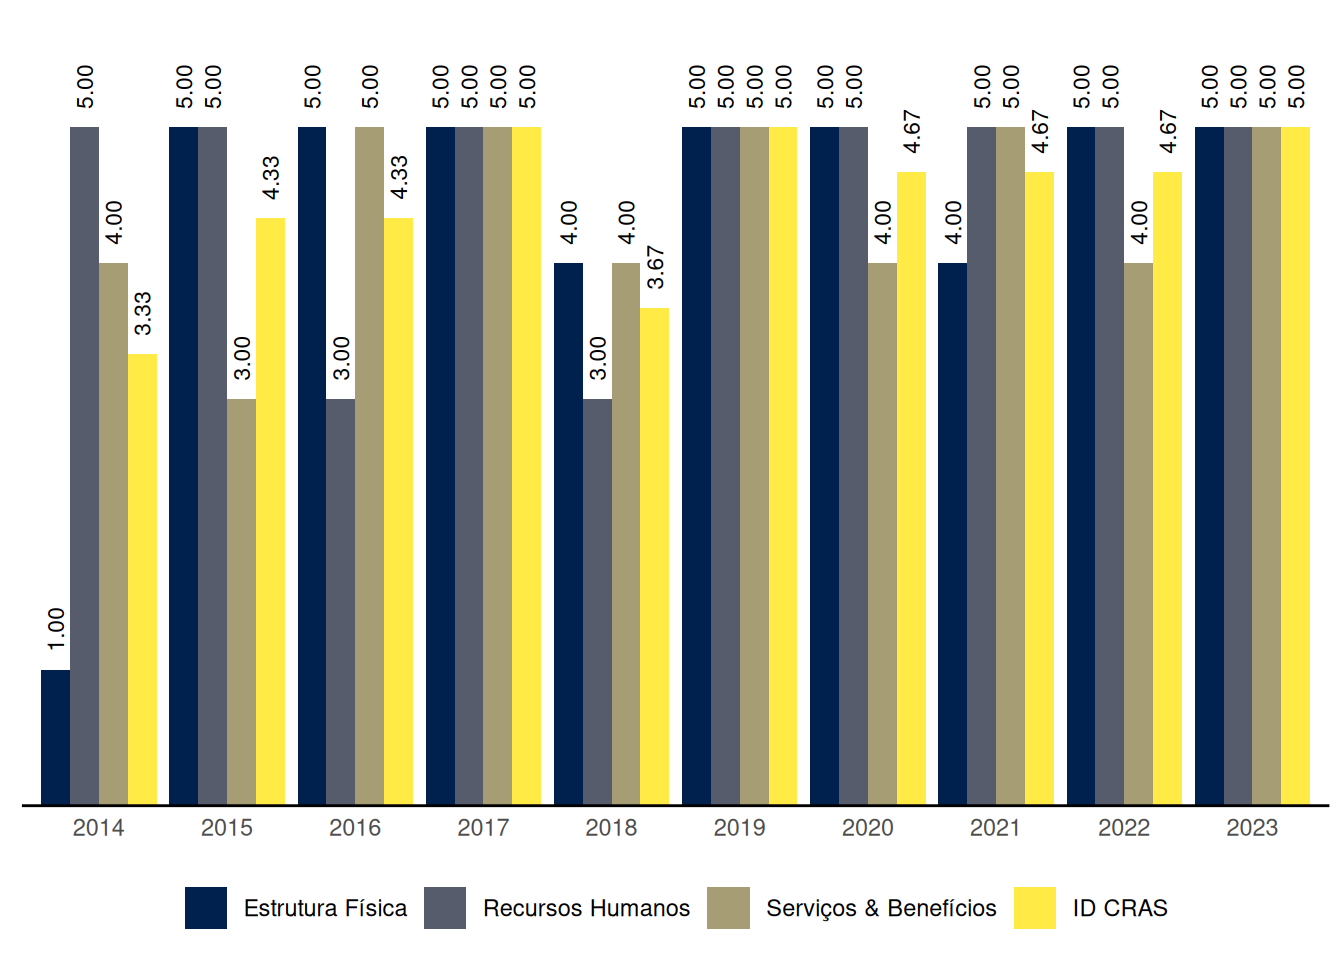 1.00 5.00 4.00 3.33 5.00 5.00 3.00 4.33 5.00 3.00 5.00 4.33 5.00 5.00 5.00 5.00 4.00 3.00 4.00 3.67 5.00 5.00 5.00 5.00 5.00 5.00 4.00 4.67 4.00 5.00 5.00 4.67 5.00 5.00 4.00 4.67 5.00 5.00 5.00 5.00
2014 2015 2016 2017 2018 2019 2020 2021 2022 2023
Estrutura Física Recursos Humanos Serviços & Benefícios ID CRAS